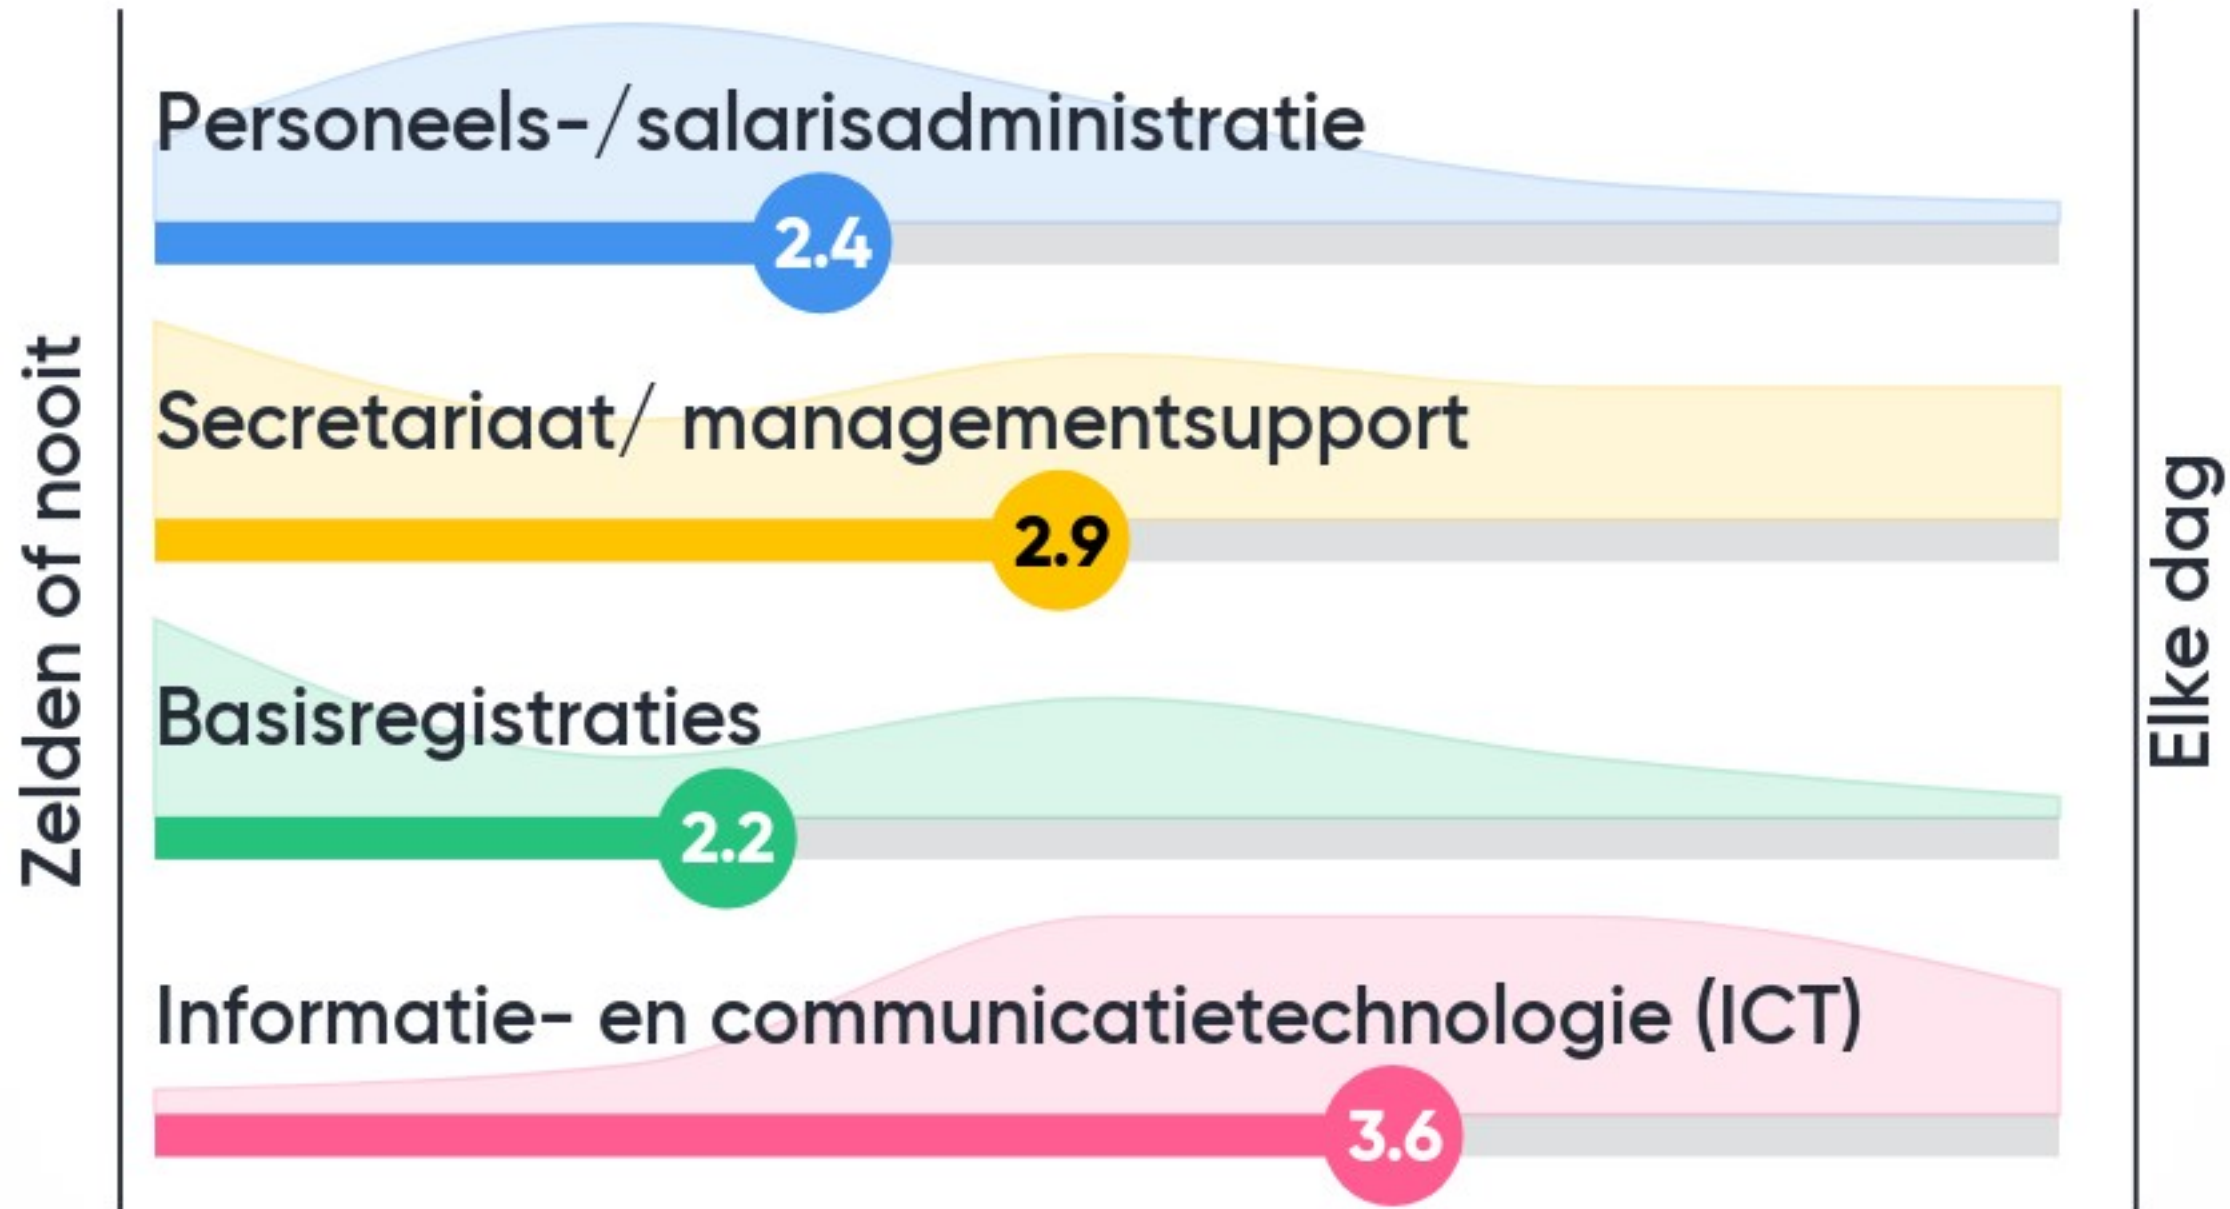 Zelden of nooit
Personeels-/salarisadministratie
2.4
Secretariaat/ managementsupport
2.9
Basisregistraties
2.2
Informatie- en communicatietechnologie (ICT)
3.6
Elke dag